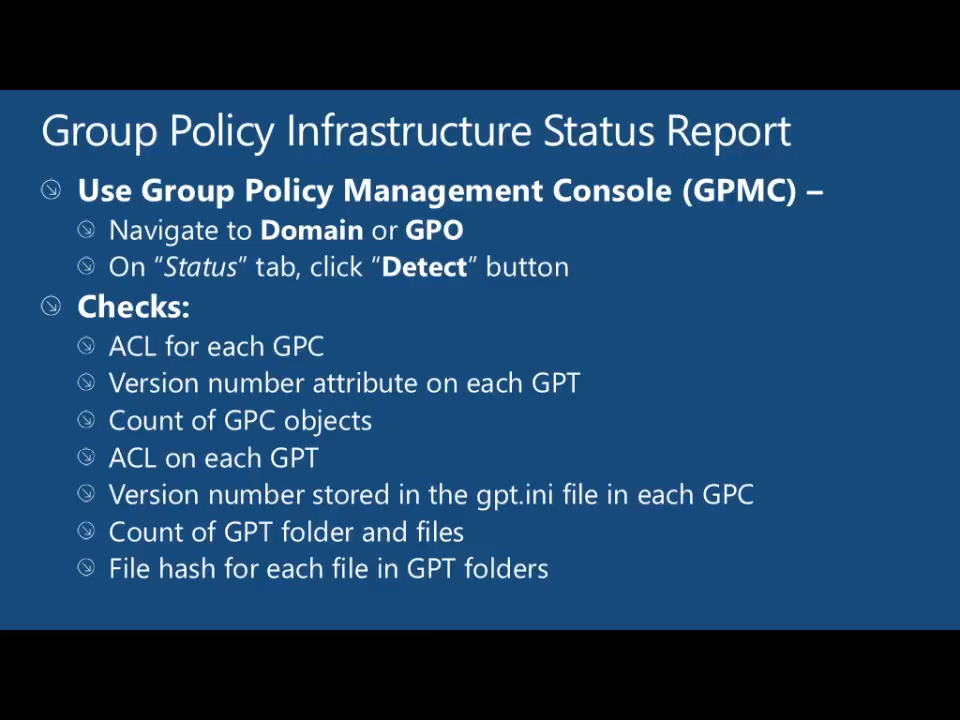 Group Policy Infrastructure Status Report
Use Group Policy Management Console (GPMC) –
Navigate to Domain or GPO
On “Status” tab, click “Detect” button
Checks:
ACL for each GPC
Version number attribute on each GPT
Count of GPC objects
ACL on each GPT
Version number stored in the gpt.ini file in each GPC
Count of GPT folder and files
File hash for each file in GPT folders